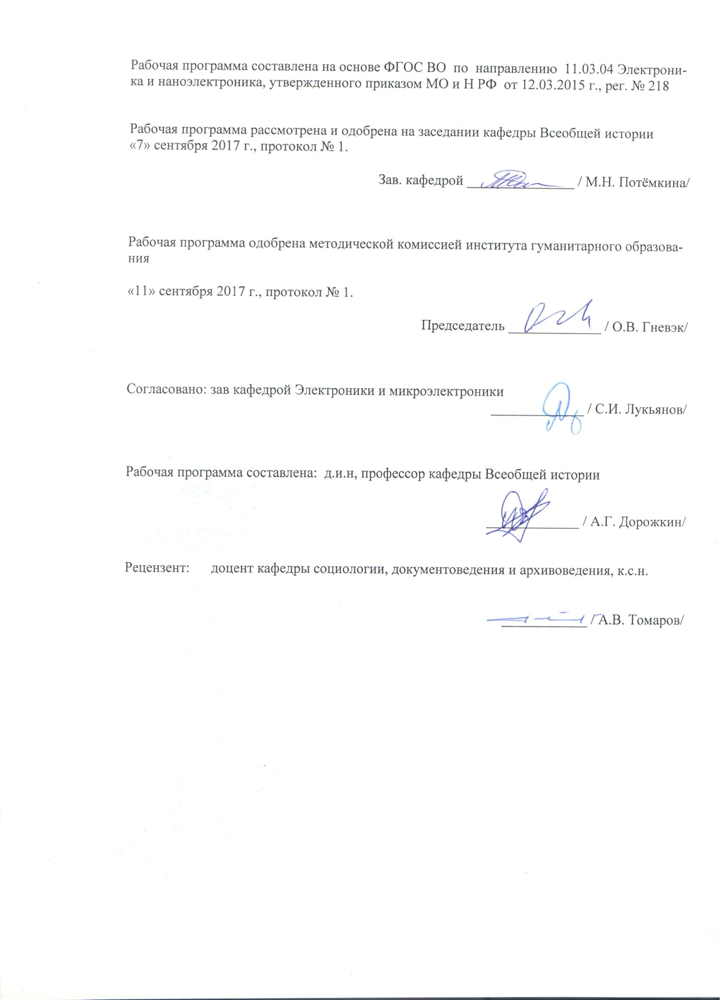 Рабочая программа составлена на основе ФГОС ВО по направлению 11.03.04 Электрони-
ка и наноэлектроника, утвержденного приказом МО и Н РФ от 12.03.2015 г., рег. № 218
Рабочая программа рассмотрена и одобрена на заседании кафедры Всеобщей истории
«7» сентября 2017 г., протокол № 1.
Зав. кафедрой _______________ / М.Н. Потёмкина/
Рабочая программа одобрена методической комиссией института гуманитарного образова-
ния
«11» сентября 2017 г., протокол № 1.
Председатель _____________ / О.В. Гневэк/
Согласовано: зав кафедрой Электроники и микроэлектроники
_____________ / С.И. Лукьянов/
Рабочая программа составлена: д.и.н, профессор кафедры Всеобщей истории
_____________ / А.Г. Дорожкин/
Рецензент: доцент кафедры социологии, документоведения и архивоведения, к.с.н.
____________ / А.В. Томаров/